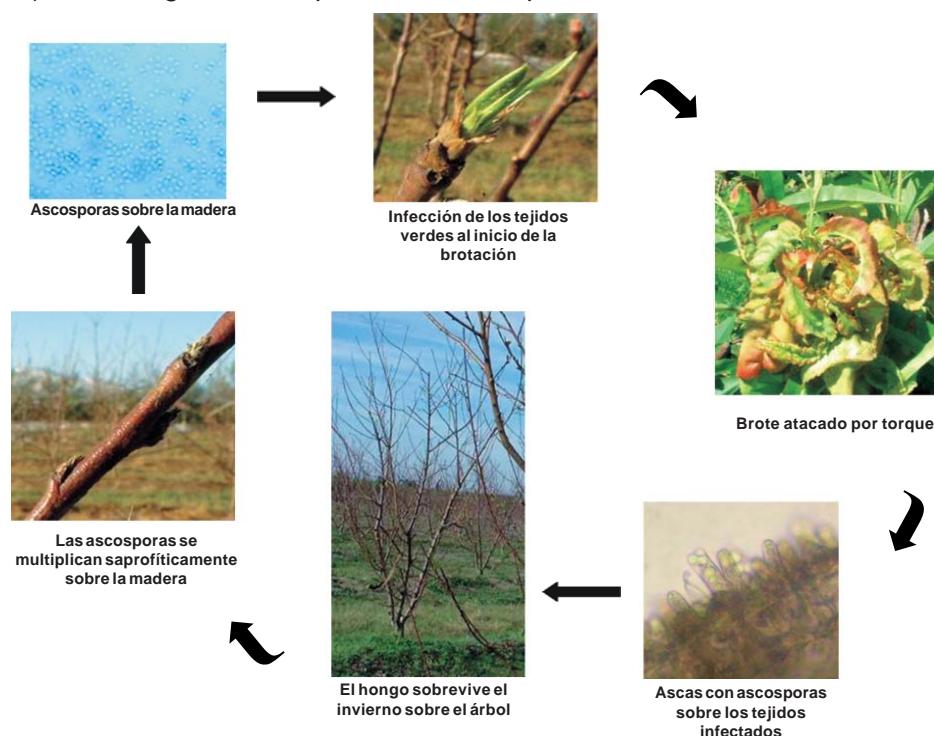 Ascosporas sobre la madera
Infección de los tejidos
verdes al inicio de la
brotación
Brote atacado por torque
Las ascosporas se
multiplican saprofíticamente
sobre la madera
El hongo sobrevive el
invierno sobre el árbol
Ascas con ascosporas
sobre los tejidos
infectados